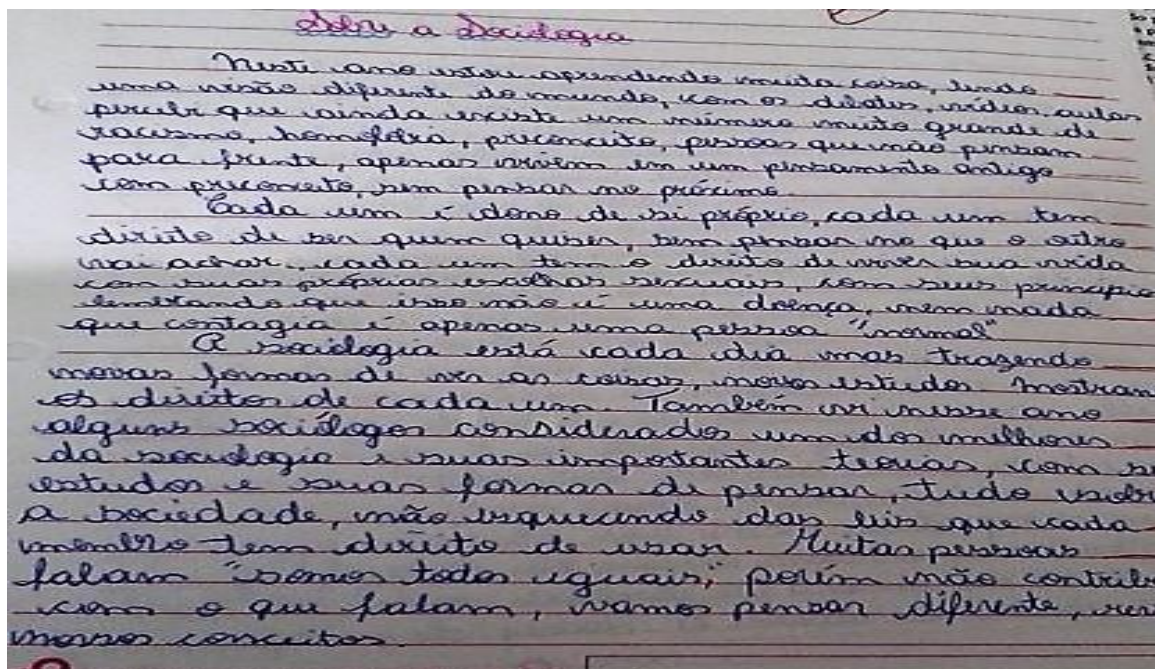 Sobre a Sociologia
Neste ano estou aprendendo muita coisa, tendo
uma visão diferente do mundo, com os debates, vídeos, aulas
percebi que ainda existe um número muito grande de
racismo, homofobia, preconceito, pessoas que não pensam
para frente, apenas vivem em um pensamento antigo
com preconceito, sem pensar no próximo.
Cada um é dono de si próprio, cada um tem
direito de ser quem quiser, sem pensar no que o outro
vai achar, cada um tem o direito de viver sua vida
com suas próprias escolhas sexuais, com seus princípio
lembrando que isso não é uma doença, nem nada
que contagia é apenas uma pessoa "normal"
A sociologia está cada dia mas trazendo
novas formas de ver as coisas, novos estudos mostram
os direitos de cada um. Também vi nesse ano
alguns sociólogos considerados um dos melhores
da sociologia e suas importantes teorias, com
estudos e suas formas de pensar, tudo
a sociedade, não esquecendo das leis que cada
membro tem direito de usar. Muitas pessoas
falam "somos todos iguais," porém não
com o que falam, vamos pensar diferente,
nossos conceitos.